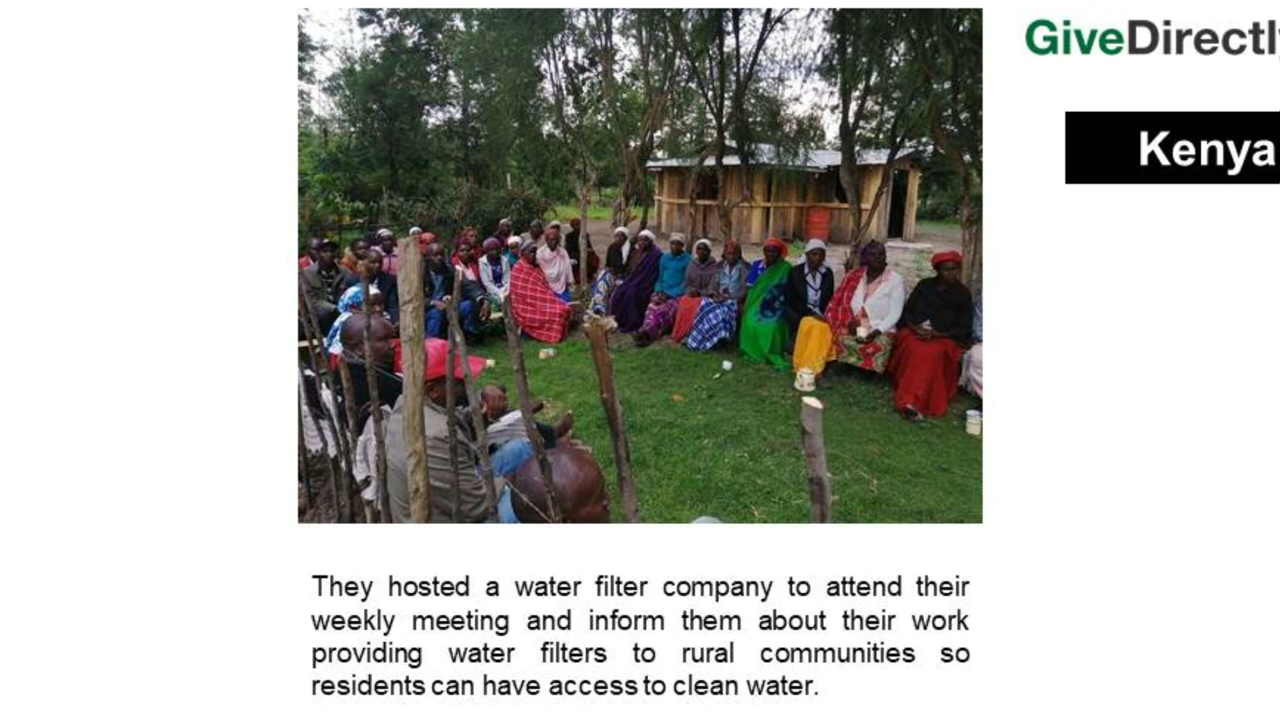 GiveDirectly
Kenya
They hosted a water filter company to attend their
weekly meeting and inform them about their work
providing water filters to rural communities so
residents can have access to clean water.